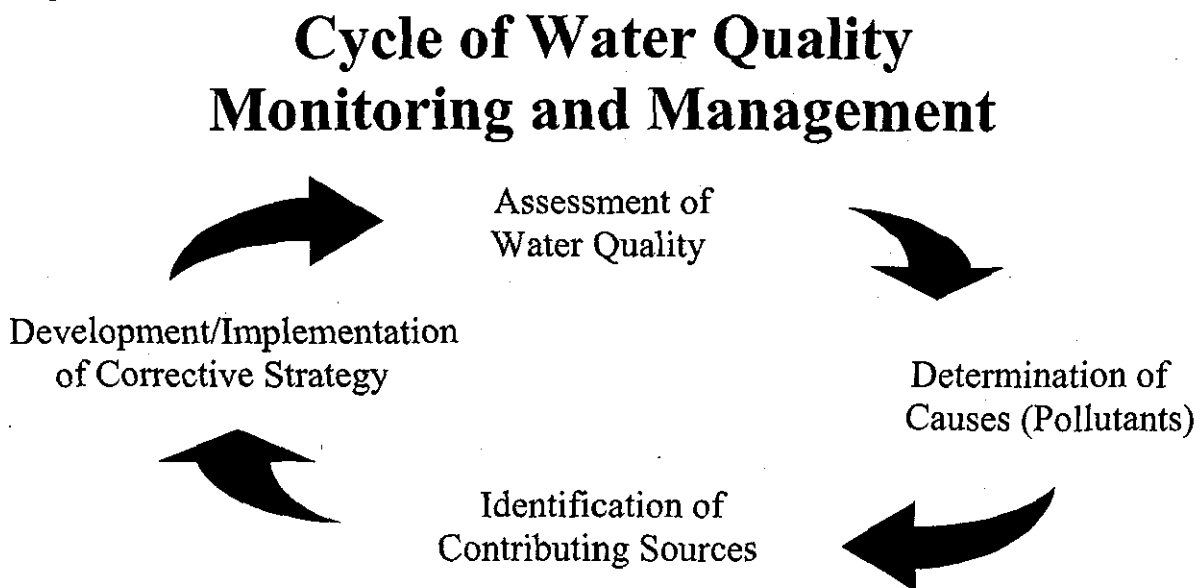 Cycle of Water Quality
Monitoring and Management
Assessment of
Water Quality
Development/Implementation
of Corrective Strategy
Determination of
Causes (Pollutants)
Identification of
Contributing Sources